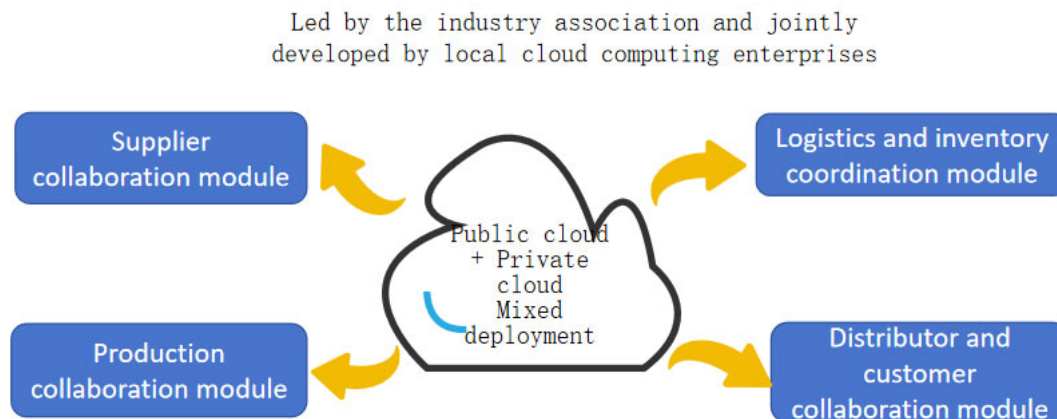 Led by the industry association and jointly
developed by local cloud computing enterprises
Supplier
collaboration module
Logistics and inventory
coordination module
Public cloud
+ Private
cloud
Mixed
deployment
Production
collaboration module
Distributor and
customer
collaboration module